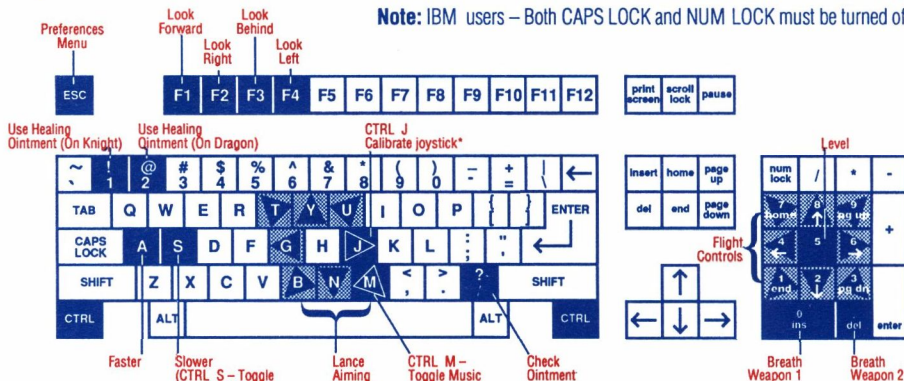 Note: IBM users – Both CAPS LOCK and NUM LOCK must be turned of
Preferences
Menu
Look
Forward
Look
Right
Look
Behind
Look
Left
ESC F1 F2 F3 F4 F5 F6 F7 F8 F9 F10 F11 F12 print screen scroll lock pause
Use Healing
Ointment (On Knight)
Use Healing
Ointment (On Dragon)
CTRL J
Calibrate joystick*
Level
~ ` ! 1 @ 2 # 3 $ 4 % 5 ^ 6 & 7 * 8 ( 9 ) 0 - - + = | \ ← insert home page up num lock / * -
TAB Q W E R T Y U I O P { [ } ] ENTER del end page down 7 home 8 ↑ 9 pg up +
CAPS LOCK A S D F G H J K L : ; " ' 4 ← 5 6 →
Flight
Controls
SHIFT Z X C V B N M < , > . ? SHIFT ↑ 1 end 2 ↓ 3 pg dn
CTRL ALT ALT CTRL ← ↓ → 0 ins . del enter
Faster
Slower
(CTRL S – Toggle
Lance
Aiming
CTRL M –
Toggle Music
Check
Ointment
Breath
Weapon 1
Breath
Weapon 2